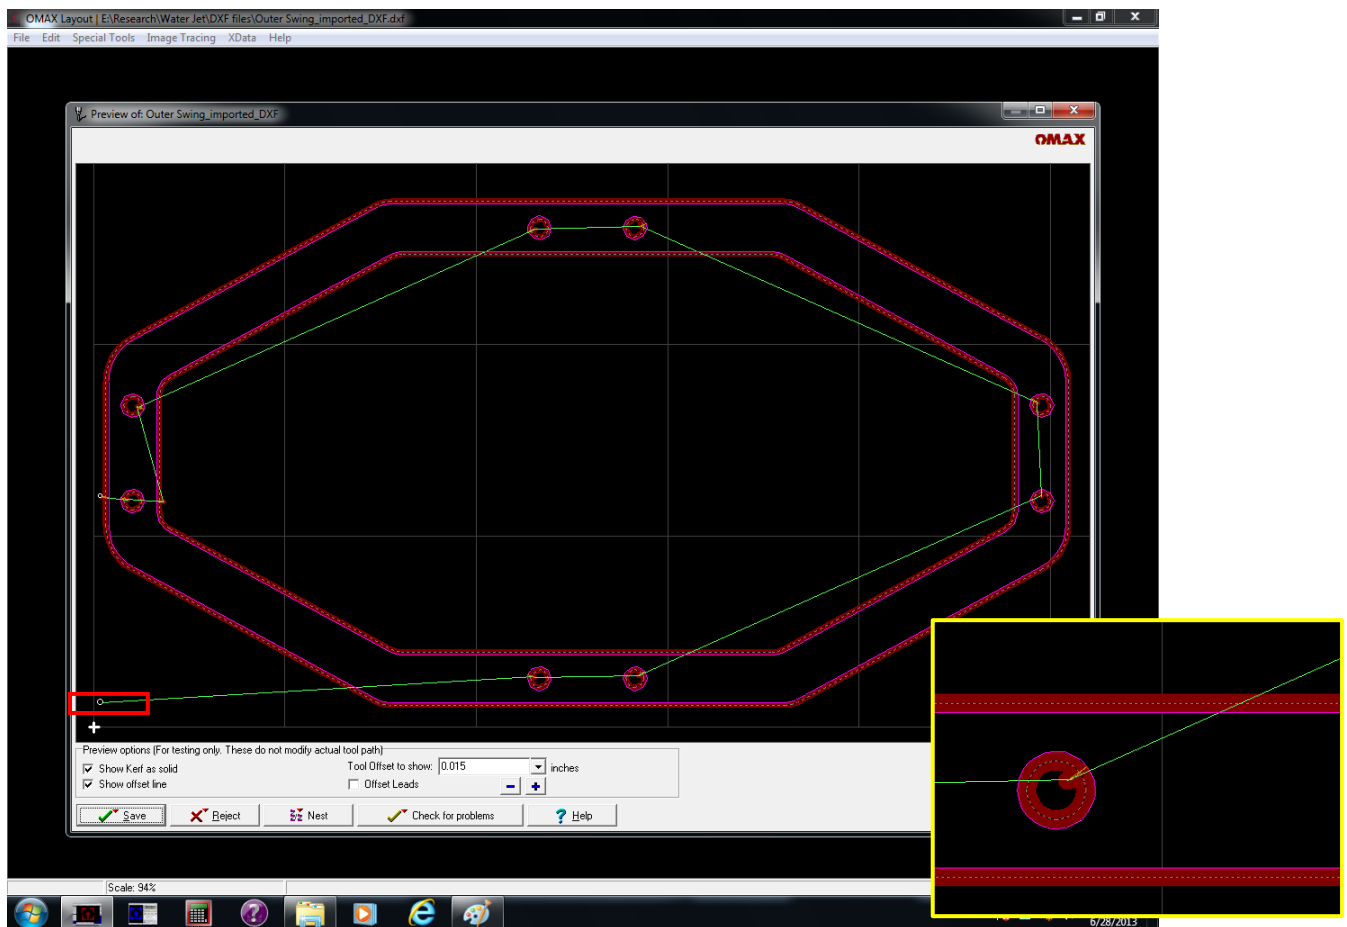 OMAX Layout | E:\Research\Water Jet\DXF files\Outer Swing_imported_DXF.dxf
File Edit Special Tools Image Tracing XData Help
Preview of: Outer Swing_imported_DXF
OMAX
Preview options (For testing only. These do not modify actual tool path)
Show Kerf as solid
Tool Offset to show: 0.015 inches
Show offset line
Offset Leads
Save Reject Nest Check for problems Help
Scale: 94%
6/28/2013